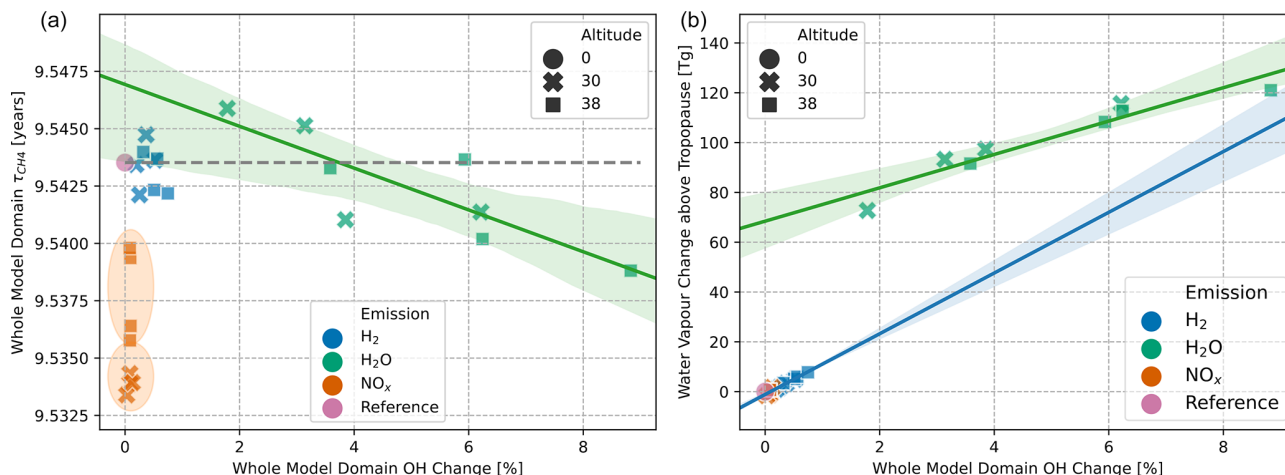 (a)
Whole Model Domain τCH4 [years]
9.5475
9.5450
9.5425
9.5400
9.5375
9.5350
9.5325
Altitude
0
30
38
Emission
H2
H2O
NOx
Reference
0 2 4 6 8
Whole Model Domain OH Change [%]
(b)
Water Vapour Change above Tropopause [Tg]
140
120
100
80
60
40
20
0
Altitude
0
30
38
Emission
H2
H2O
NOx
Reference
0 2 4 6 8
Whole Model Domain OH Change [%]